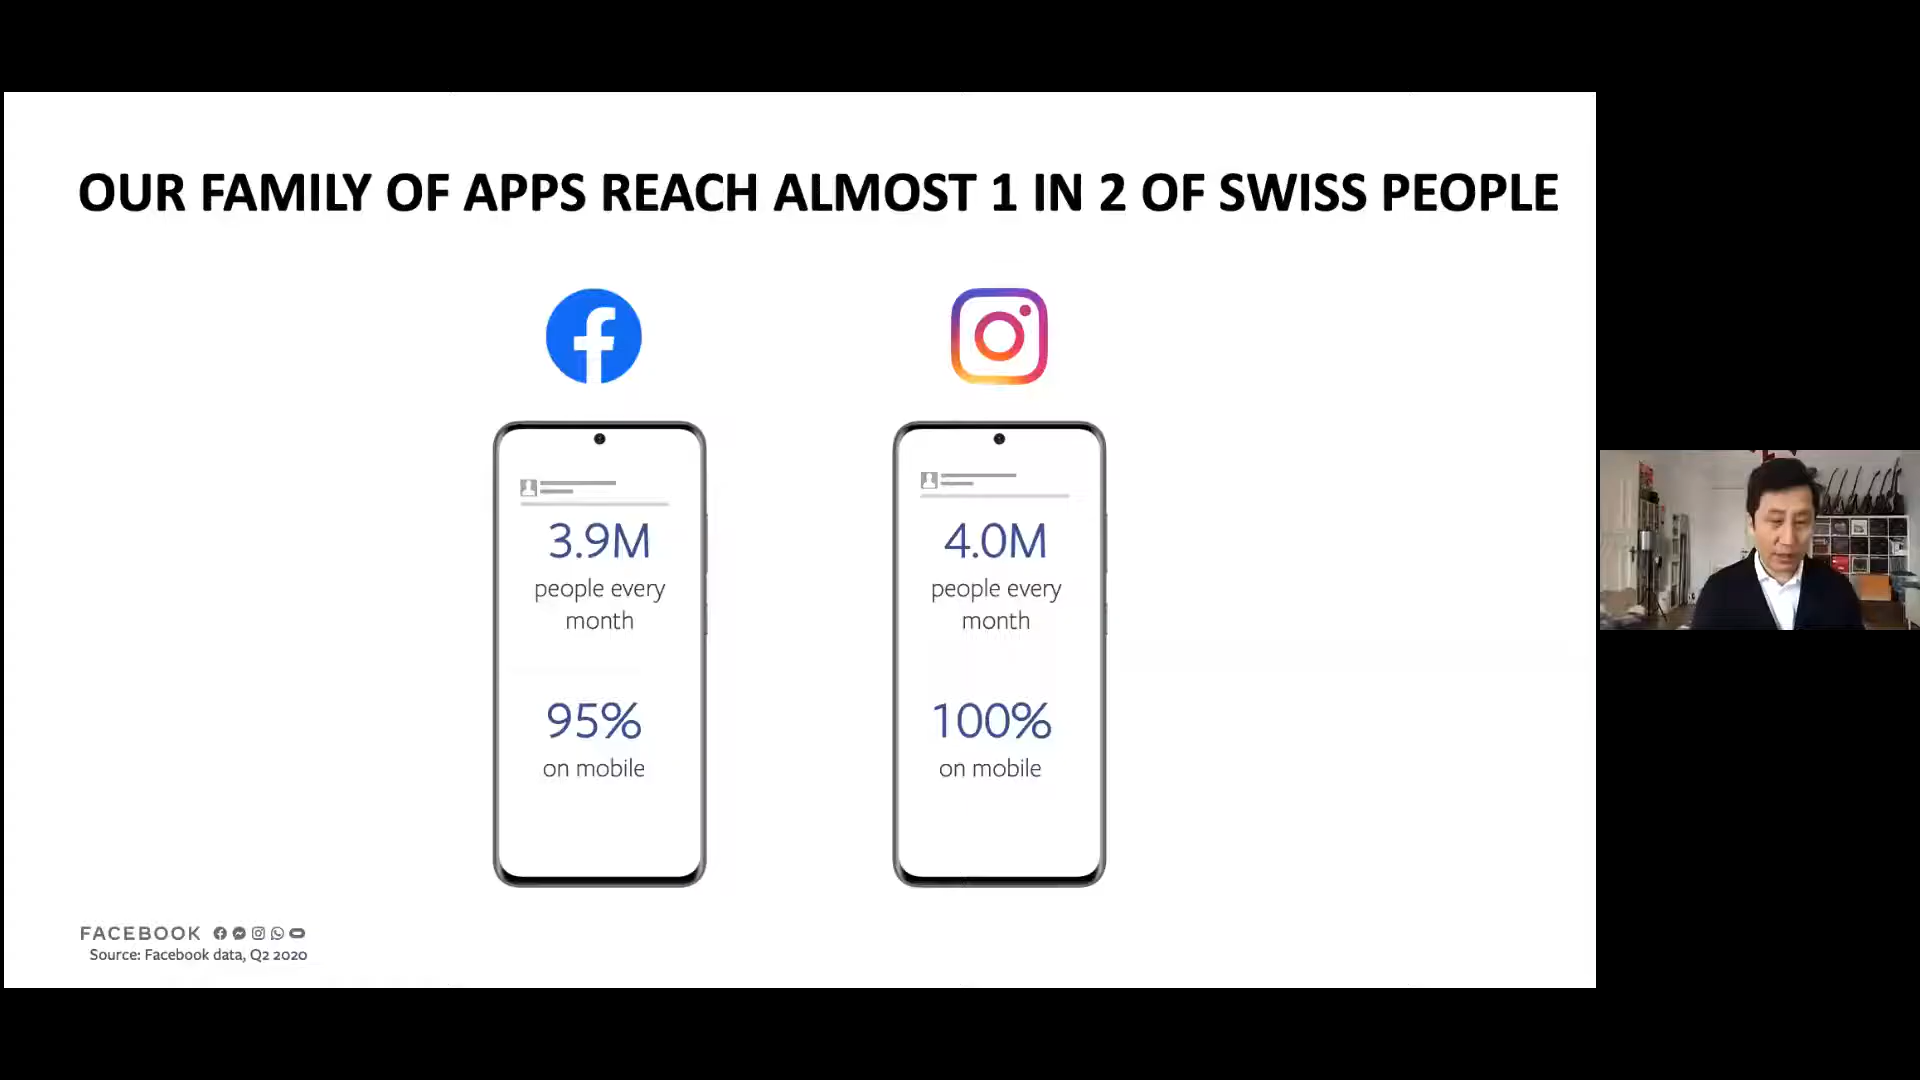 OUR FAMILY OF APPS REACH ALMOST 1 IN 2 OF SWISS PEOPLE
3.9M
people every
month
95%
on mobile
4.0M
people every
month
100%
on mobile
FACEBOOK
Source: Facebook data, Q2 2020